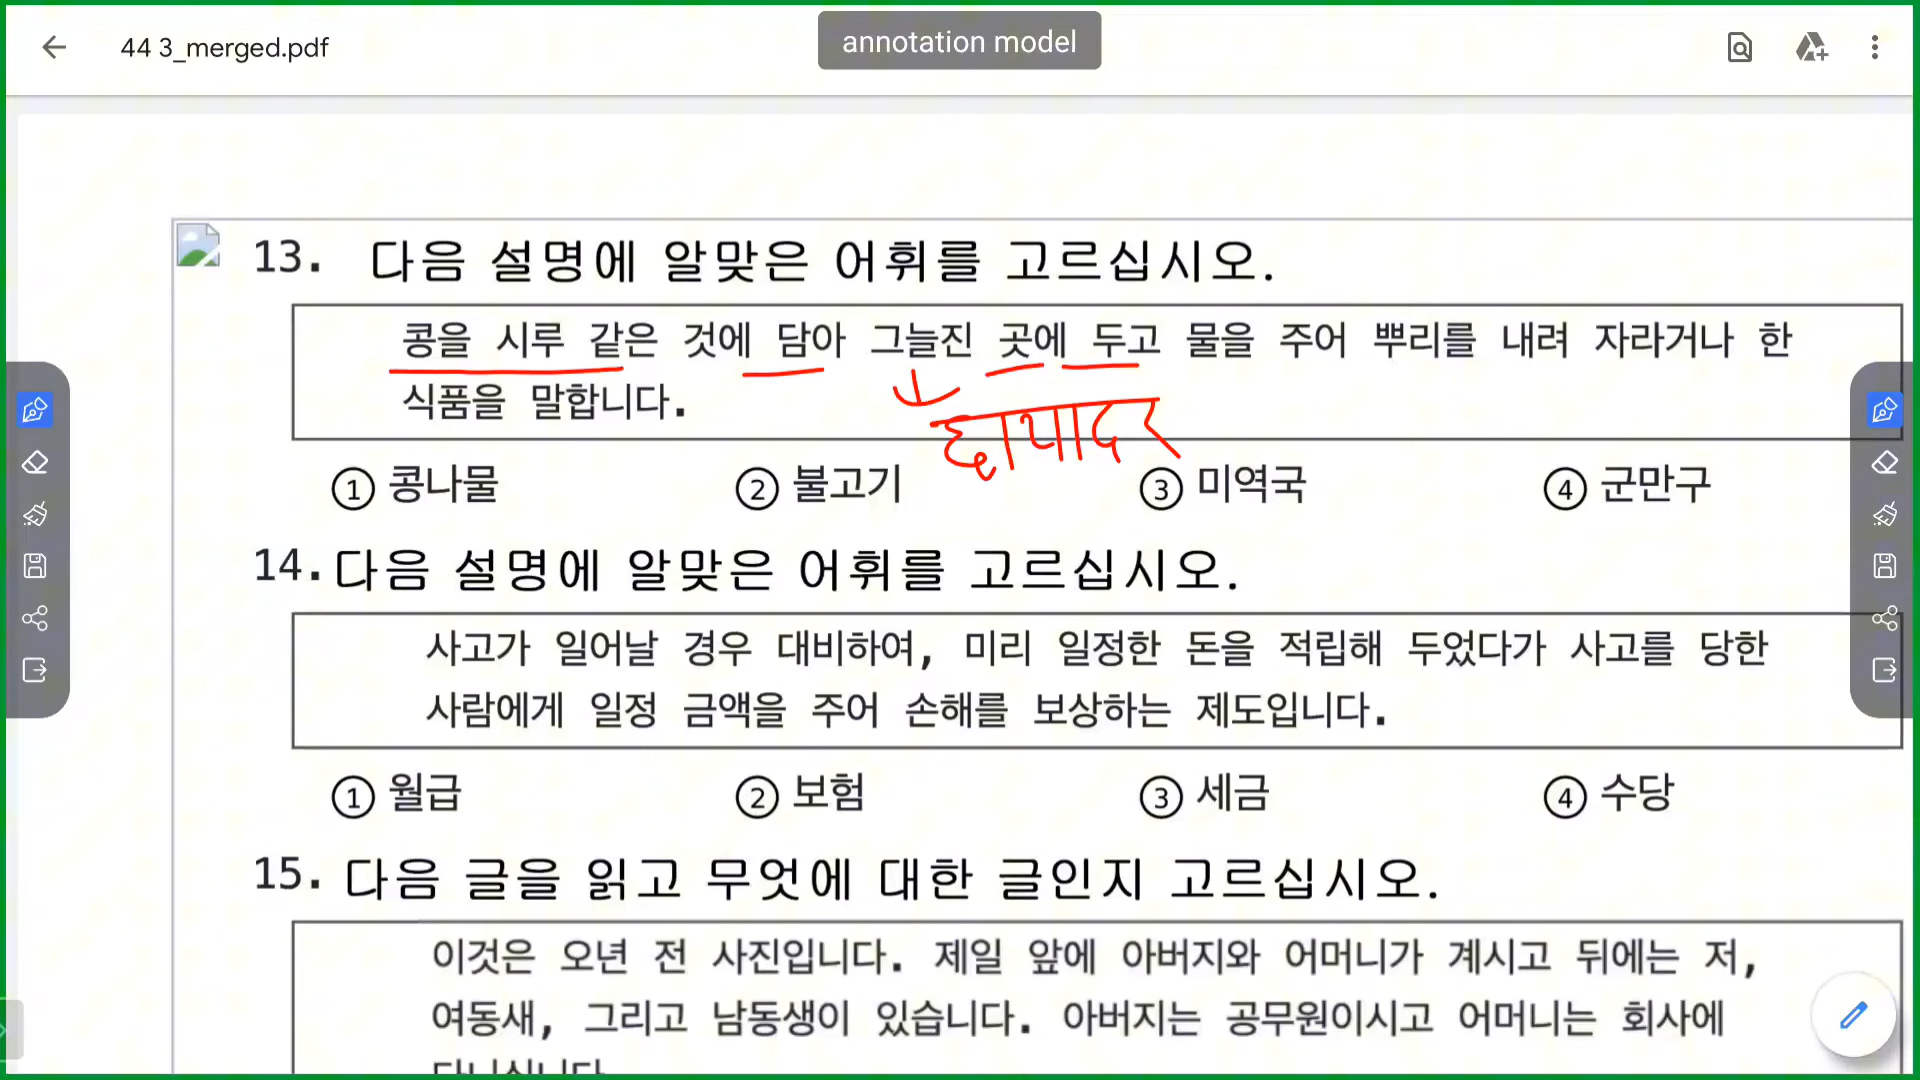 44 3_merged.pdf
annotation model
13. 다음 설명에 알맞은 어휘를 고르십시오.
콩을 시루 같은 것에 담아 그늘진 곳에 두고 물을 주어 뿌리를 내려 자라거나 한
식품을 말합니다.
छायादार
① 콩나물 ② 불고기 ③ 미역국 ④ 군만구
14. 다음 설명에 알맞은 어휘를 고르십시오.
사고가 일어날 경우 대비하여, 미리 일정한 돈을 적립해 두었다가 사고를 당한
사람에게 일정 금액을 주어 손해를 보상하는 제도입니다.
① 월급 ② 보험 ③ 세금 ④ 수당
15. 다음 글을 읽고 무엇에 대한 글인지 고르십시오.
이것은 오년 전 사진입니다. 제일 앞에 아버지와 어머니가 계시고 뒤에는 저,
여동새, 그리고 남동생이 있습니다. 아버지는 공무원이시고 어머니는 회사에